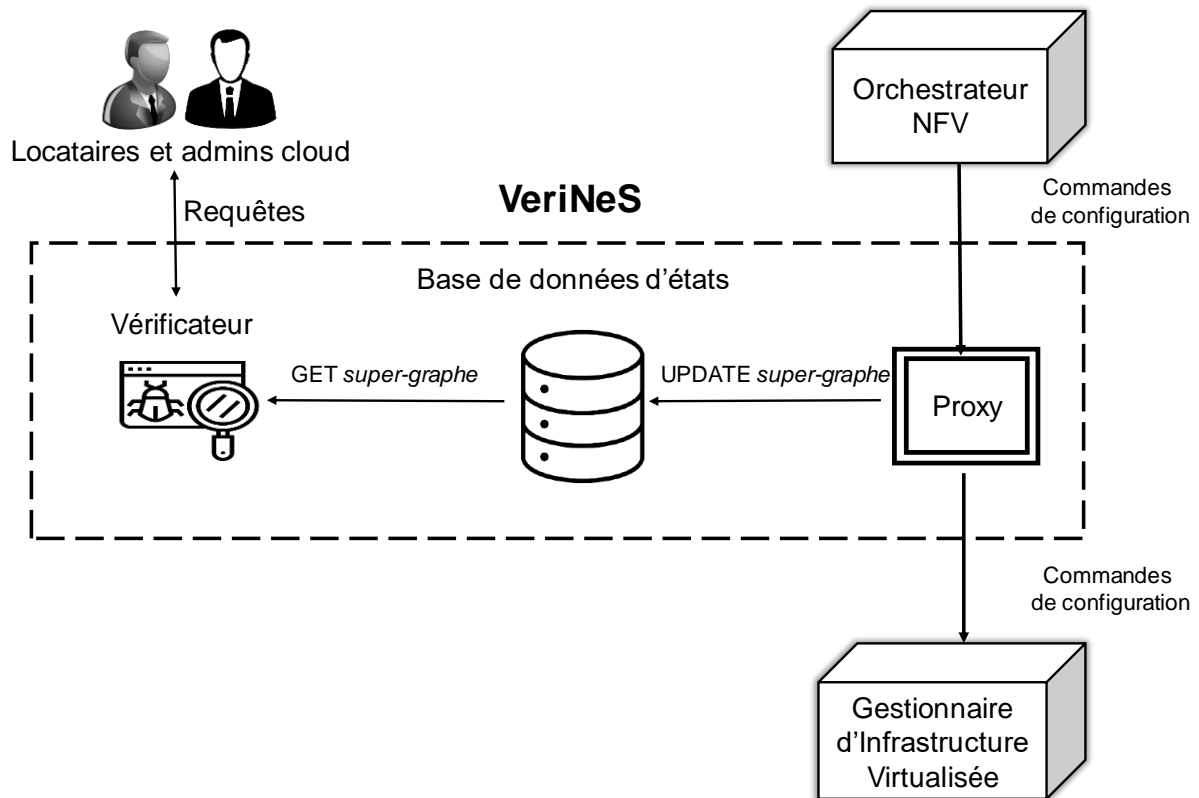 Orchestrateur
NFV
Locataires et admins cloud
Commandes
de configuration
Requêtes
VeriNeS
Base de données d'états
Vérificateur
GET super-graphe
UPDATE super-graphe
Proxy
Commandes
de configuration
Gestionnaire
d'Infrastructure
Virtualisée